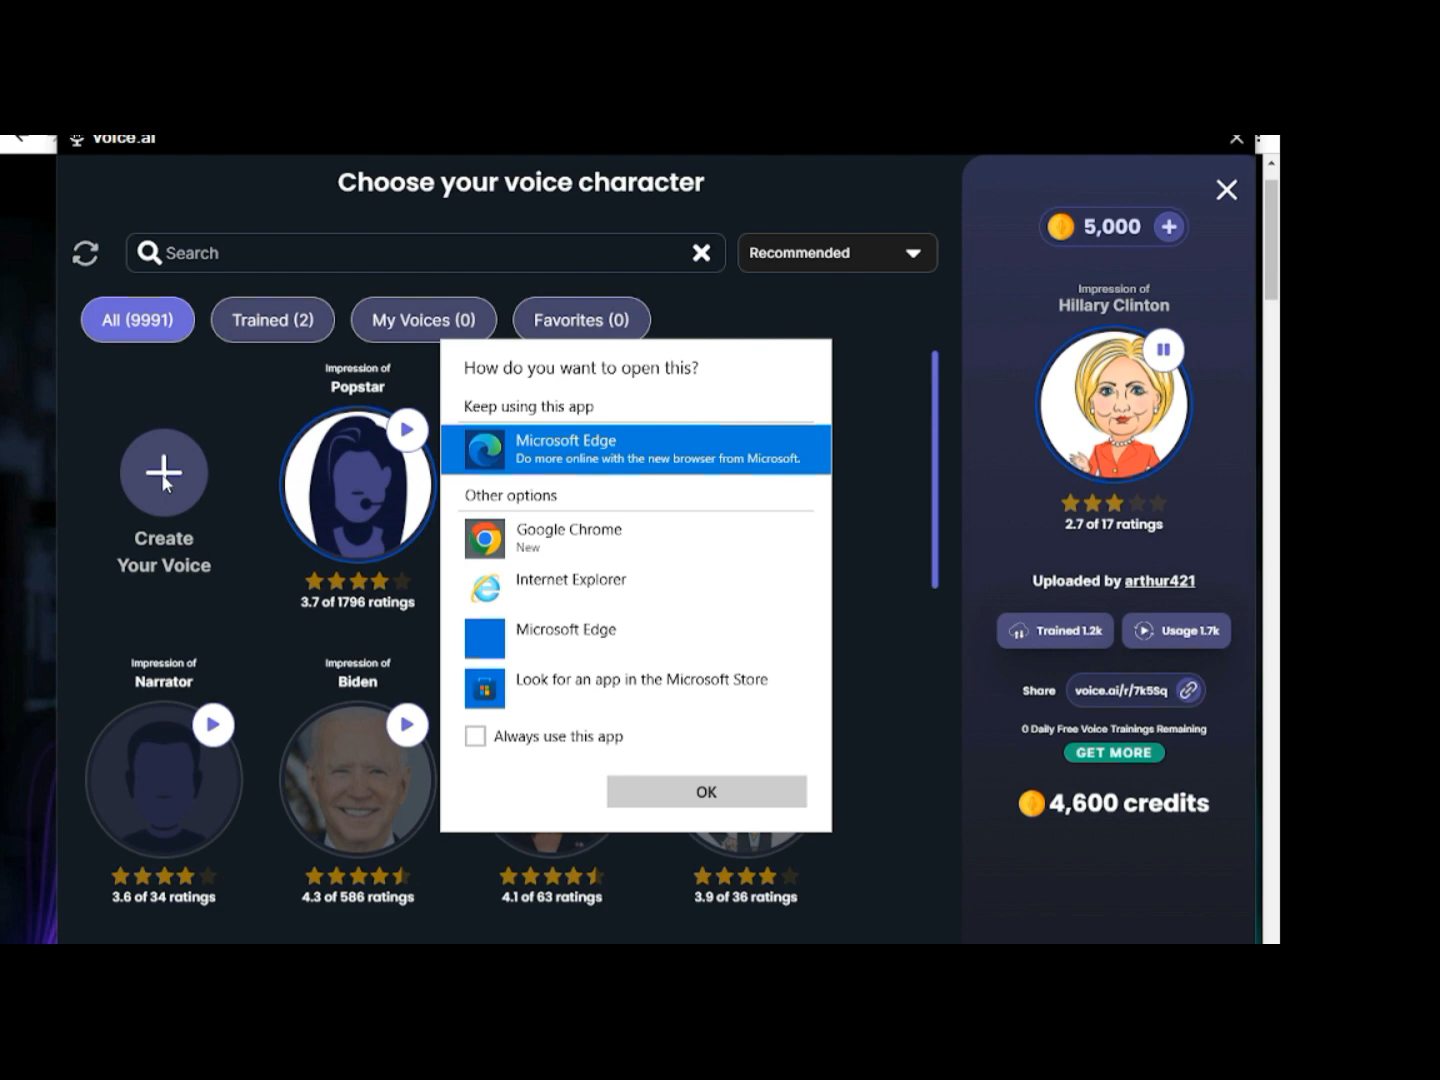 voice.ai
Choose your voice character
Search
Recommended
All (9991)
Trained (2)
My Voices (0)
Favorites (0)
Impression of
Popstar
Create
Your Voice
3.7 of 1796 ratings
Impression of
Narrator
3.6 of 34 ratings
Impression of
Biden
4.3 of 586 ratings
4.1 of 63 ratings
3.9 of 36 ratings
How do you want to open this?
Keep using this app
Microsoft Edge
Do more online with the new browser from Microsoft.
Other options
Google Chrome
New
Internet Explorer
Microsoft Edge
Look for an app in the Microsoft Store
Always use this app
OK
5,000
Impression of
Hillary Clinton
2.7 of 17 ratings
Uploaded by arthur421
Trained 1.2k
Usage 1.7k
Share voice.ai/r/7k5Sq
0 Daily Free Voice Trainings Remaining
GET MORE
4,600 credits